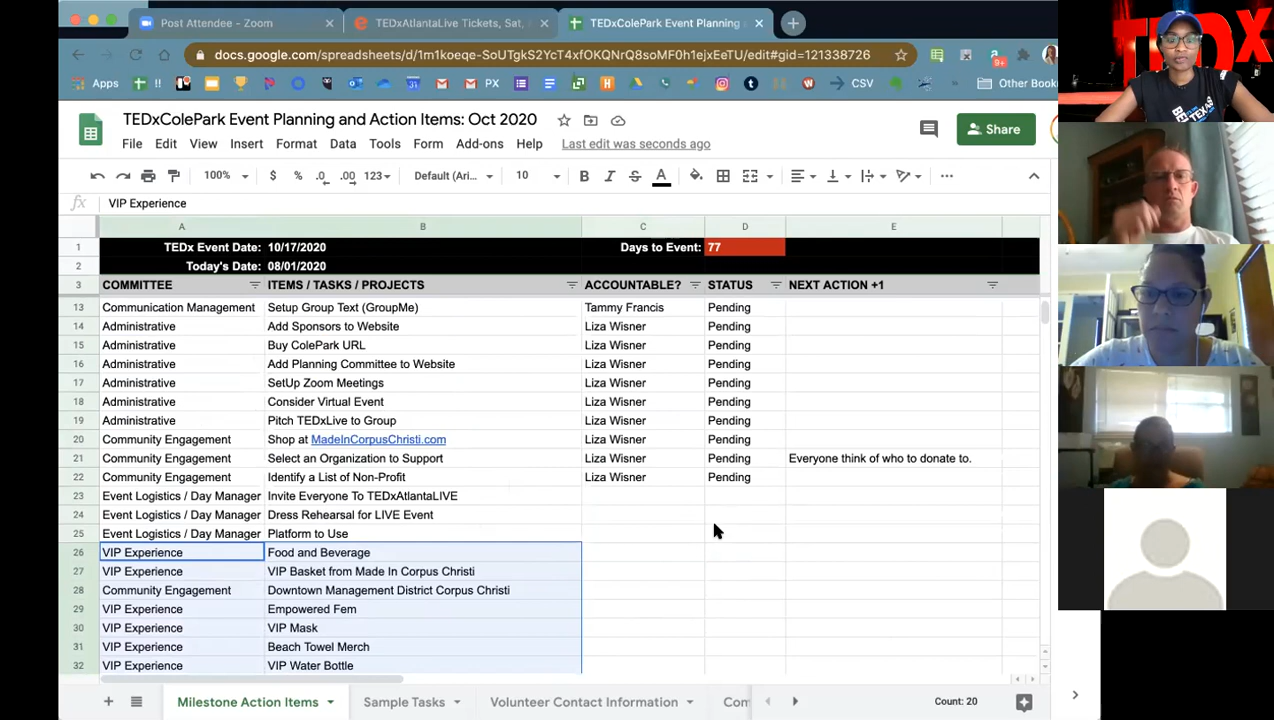 Post Attendee - Zoom
TEDxAtlantaLive Tickets, Sat,
TEDxColePark Event Planning
docs.google.com/spreadsheets/d/1m1koeqe-SoUTgkS2YcT4xfOKQNrQ8soMF0h1ejxEeTU/edit#gid=121338726
9+
Apps
!!
PX
CSV
Other Book
TEDxColePark Event Planning and Action Items: Oct 2020
File Edit View Insert Format Data Tools Form Add-ons Help Last edit was seconds ago
Share
100% $ % .0 .00 123 Default (Ari... 10 B I S A
fx VIP Experience
A B C D E
1 TEDx Event Date: 10/17/2020 Days to Event: 77
2 Today's Date: 08/01/2020
3 COMMITTEE ITEMS / TASKS / PROJECTS ACCOUNTABLE? STATUS NEXT ACTION +1
13 Communication Management Setup Group Text (GroupMe) Tammy Francis Pending
14 Administrative Add Sponsors to Website Liza Wisner Pending
15 Administrative Buy ColePark URL Liza Wisner Pending
16 Administrative Add Planning Committee to Website Liza Wisner Pending
17 Administrative SetUp Zoom Meetings Liza Wisner Pending
18 Administrative Consider Virtual Event Liza Wisner Pending
19 Administrative Pitch TEDxLive to Group Liza Wisner Pending
20 Community Engagement Shop at MadeInCorpusChristi.com Liza Wisner Pending
21 Community Engagement Select an Organization to Support Liza Wisner Pending Everyone think of who to donate to.
22 Community Engagement Identify a List of Non-Profit Liza Wisner Pending
23 Event Logistics / Day Manager Invite Everyone To TEDxAtlantaLIVE
24 Event Logistics / Day Manager Dress Rehearsal for LIVE Event
25 Event Logistics / Day Manager Platform to Use
26 VIP Experience Food and Beverage
27 VIP Experience VIP Basket from Made In Corpus Christi
28 Community Engagement Downtown Management District Corpus Christi
29 VIP Experience Empowered Fem
30 VIP Experience VIP Mask
31 VIP Experience Beach Towel Merch
32 VIP Experience VIP Water Bottle
Milestone Action Items Sample Tasks Volunteer Contact Information Con Count: 20
TEDx
TEXAS